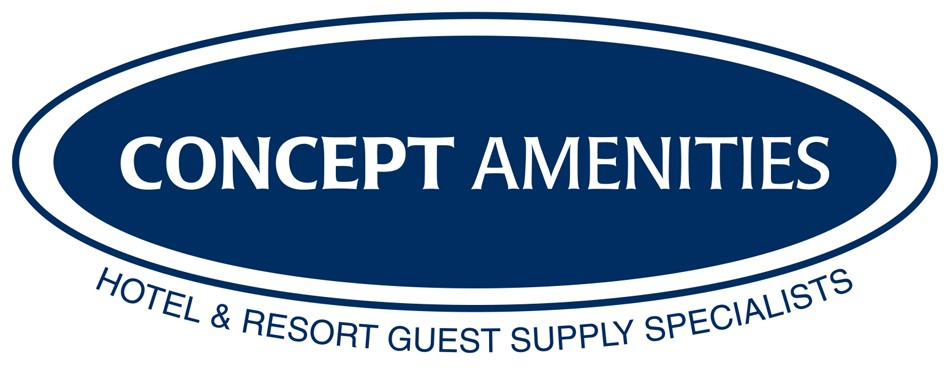 CONCEPT AMENITIES
HOTEL & RESORT GUEST SUPPLY SPECIALISTS